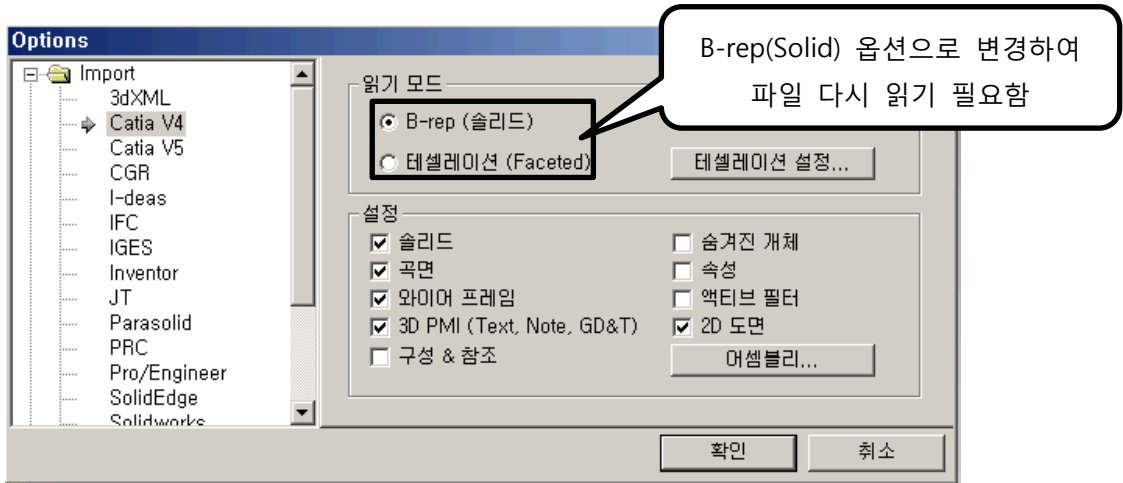 Options
B-rep(Solid) 옵션으로 변경하여
파일 다시 읽기 필요함
Import
3dXML
Catia V4
Catia V5
CGR
I-deas
IFC
IGES
Inventor
JT
Parasolid
PRC
Pro/Engineer
SolidEdge
Solidworks
읽기 모드
B-rep (솔리드)
테셀레이션 (Faceted)
테셀레이션 설정...
설정
솔리드
곡면
와이어 프레임
3D PMI (Text, Note, GD&T)
구성 & 참조
숨겨진 개체
속성
액티브 필터
2D 도면
어셈블리...
확인
취소